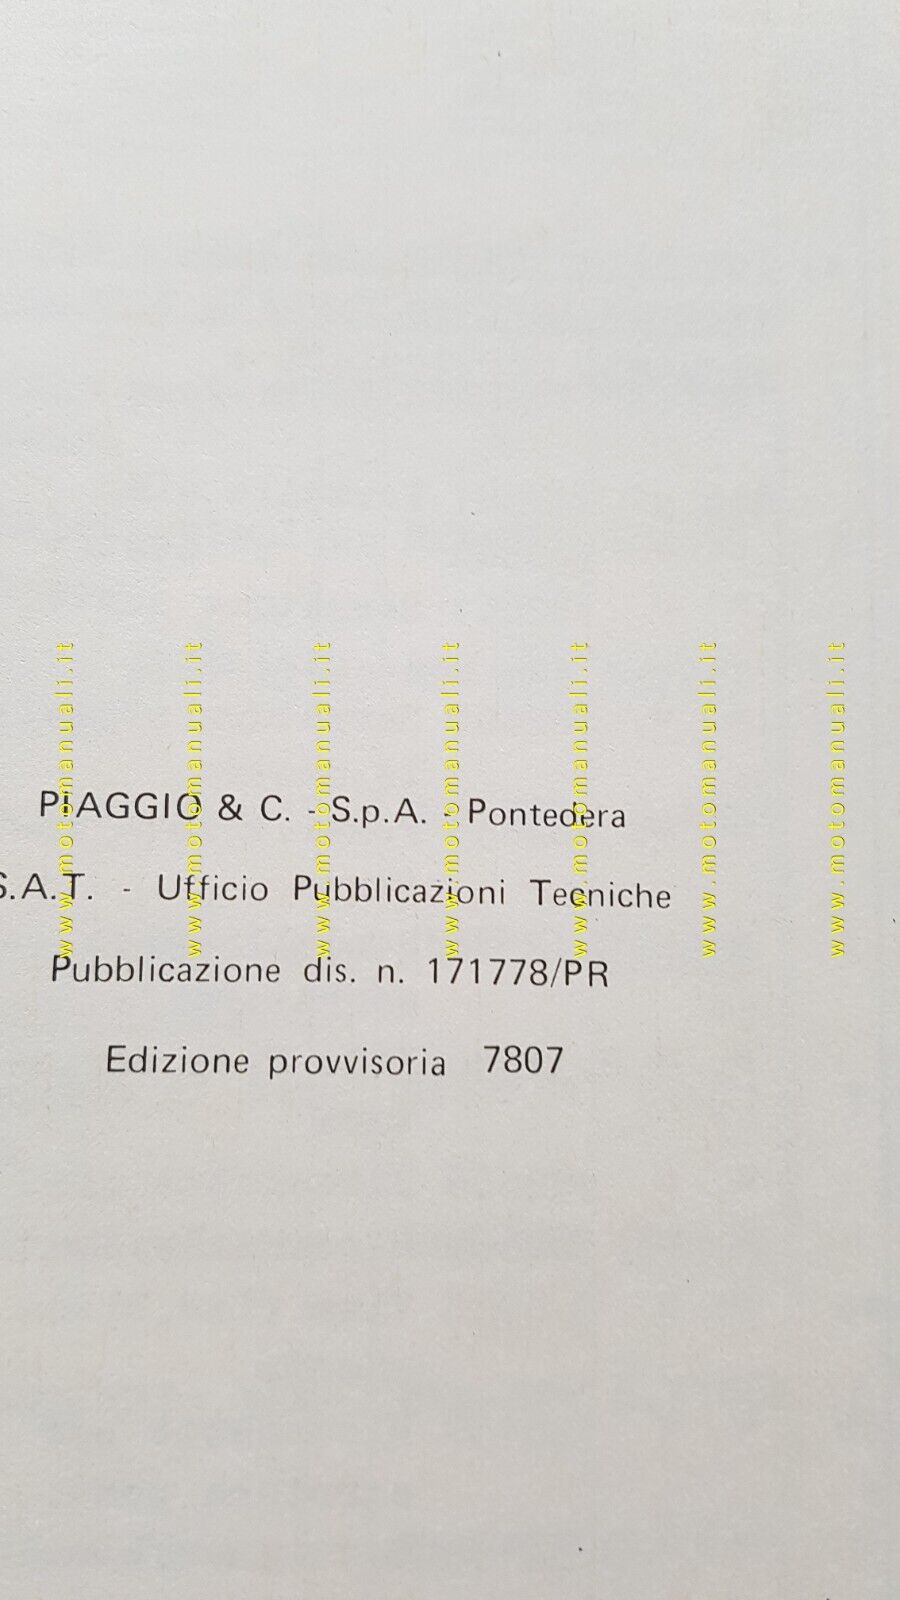 PIAGGIO & C. - S.p.A. - Pontedera
S.A.T. - Ufficio Pubblicazioni Tecniche
Pubblicazione dis. n. 171778/PR
Edizione provvisoria 7807
www.motomanuali.it
www.motomanuali.it
www.motomanuali.it
www.motomanuali.it
www.motomanuali.it
www.motomanuali.it
www.motomanuali.it